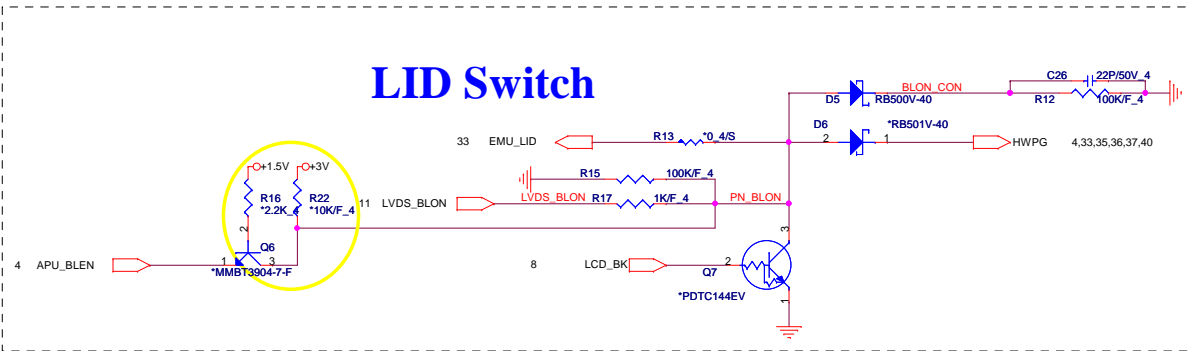 LID Switch
C26 22P/50V_4
BLON_CON
D5 RB500V-40 R12 100K/F_4
D6 *RB501V-40
33 EMU_LID R13 *0_4/S 2 1 HWPG 4,33,35,36,37,40
+1.5V +3V
R15 100K/F_4
R16 R22
*2.2K_4 *10K/F_4
11 LVDS_BLON LVDS_BLON R17 1K/F_4 PN_BLON
2 3
Q6
4 APU_BLEN 1 3
*MMBT3904-7-F
8 LCD_BK 2 Q7
*PDTC144EV
1